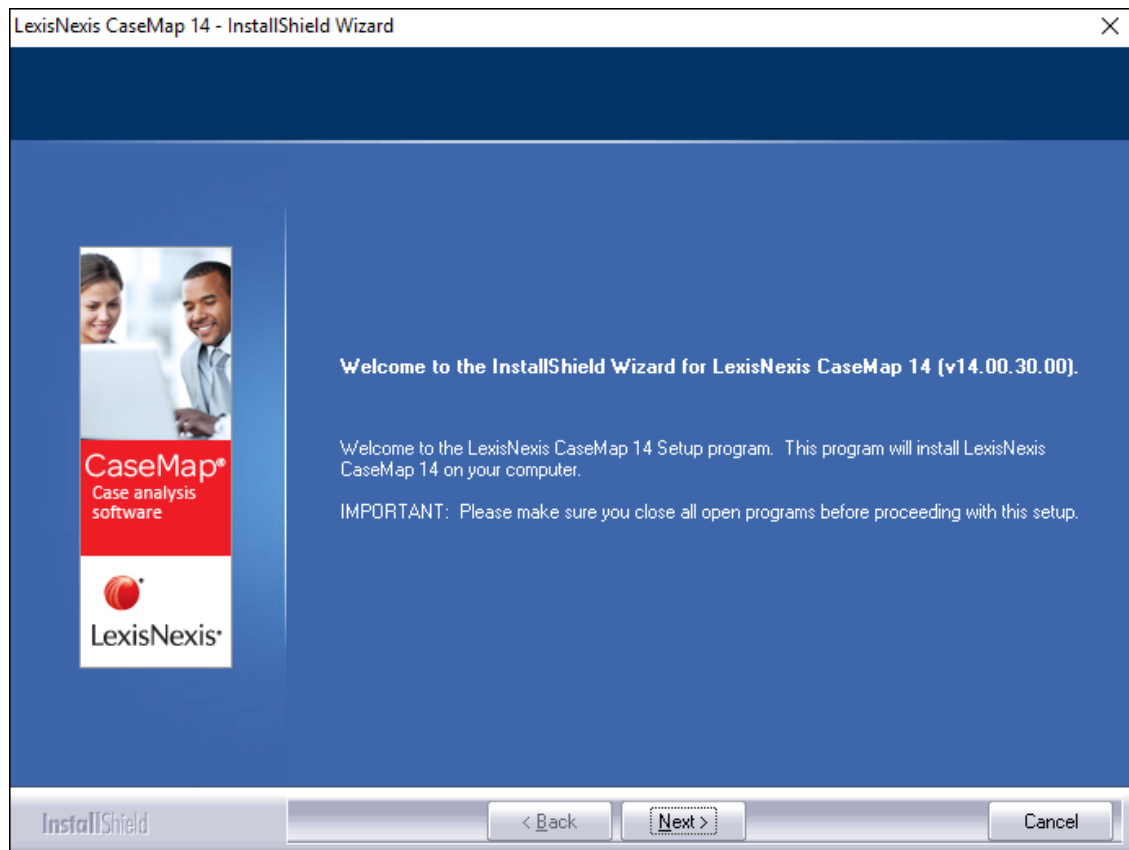 LexisNexis CaseMap 14 - InstallShield Wizard
CaseMap®
Case analysis
software
LexisNexis®
Welcome to the InstallShield Wizard for LexisNexis CaseMap 14 (v14.00.30.00).
Welcome to the LexisNexis CaseMap 14 Setup program.  This program will install LexisNexis
CaseMap 14 on your computer.
IMPORTANT:  Please make sure you close all open programs before proceeding with this setup.
InstallShield
< Back
Next >
Cancel